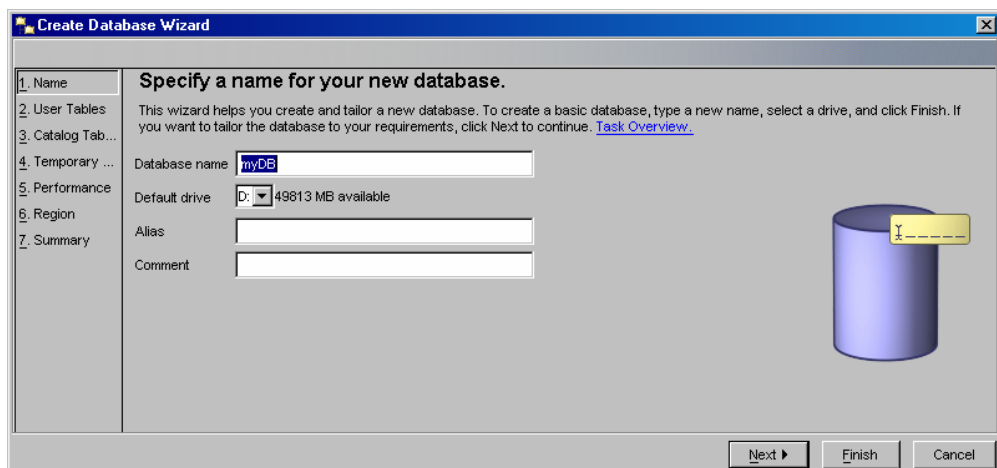 Create Database Wizard
1. Name
2. User Tables
3. Catalog Tab...
4. Temporary ...
5. Performance
6. Region
7. Summary
Specify a name for your new database.
This wizard helps you create and tailor a new database. To create a basic database, type a new name, select a drive, and click Finish. If
you want to tailor the database to your requirements, click Next to continue. Task Overview.
Database name myDB
Default drive D: 49813 MB available
Alias
Comment
Next
Finish
Cancel